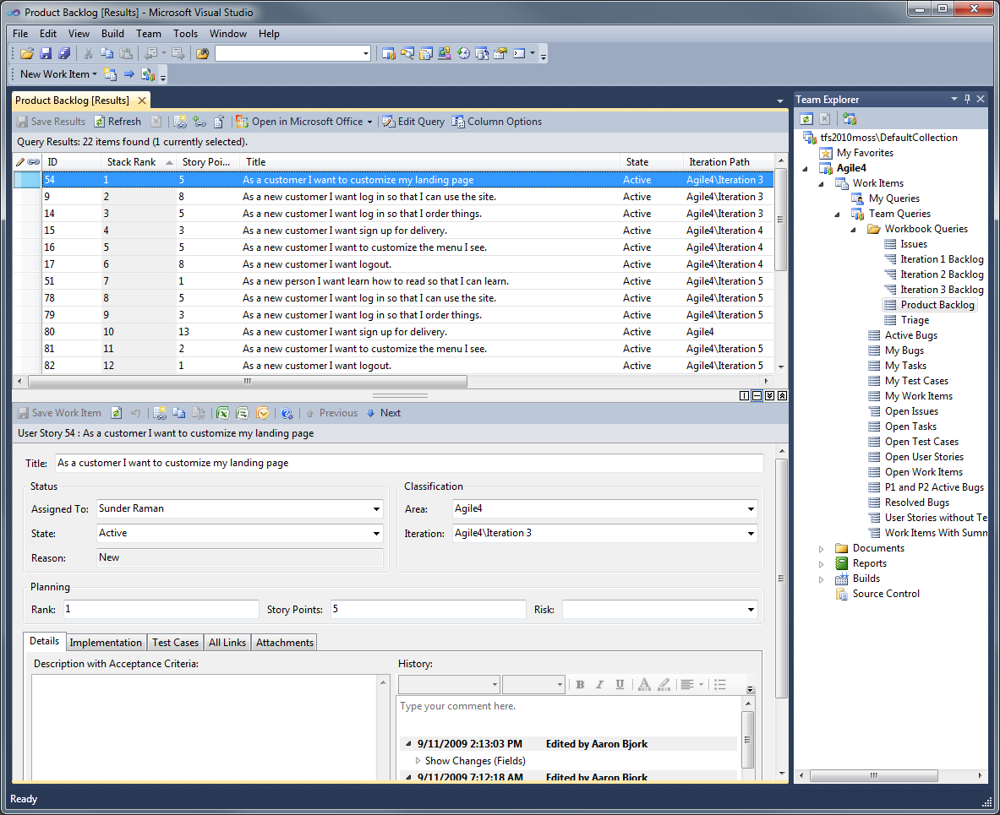 Product Backlog [Results] - Microsoft Visual Studio
File Edit View Build Team Tools Window Help
New Work Item
Product Backlog [Results]
Save Results Refresh Open in Microsoft Office Edit Query Column Options
Query Results: 22 items found (1 currently selected).
ID Stack Rank Story Poi... Title State Iteration Path
54 1 5 As a customer I want to customize my landing page Active Agile4\Iteration 3
9 2 8 As a new customer I want log in so that I can use the site. Active Agile4\Iteration 3
14 3 5 As a new customer I want log in so that I order things. Active Agile4\Iteration 3
15 4 3 As a new customer I want sign up for delivery. Active Agile4\Iteration 4
16 5 5 As a new customer I want to customize the menu I see. Active Agile4\Iteration 4
17 6 8 As a new customer I want logout. Active Agile4\Iteration 4
51 7 1 As a new person I want learn how to read so that I can learn. Active Agile4\Iteration 5
78 8 5 As a new customer I want log in so that I can use the site. Active Agile4\Iteration 5
79 9 3 As a new customer I want log in so that I order things. Active Agile4\Iteration 5
80 10 13 As a new customer I want sign up for delivery. Active Agile4
81 11 2 As a new customer I want to customize the menu I see. Active Agile4\Iteration 5
82 12 1 As a new customer I want logout. Active Agile4\Iteration 5
Save Work Item Previous Next
User Story 54 : As a customer I want to customize my landing page
Title: As a customer I want to customize my landing page
Status
Assigned To: Sunder Raman
State: Active
Reason: New
Classification
Area: Agile4
Iteration: Agile4\Iteration 3
Planning
Rank: 1 Story Points: 5 Risk:
Details Implementation Test Cases All Links Attachments
Description with Acceptance Criteria:
History:
B I U A
Type your comment here.
9/11/2009 2:13:03 PM Edited by Aaron Bjork
Show Changes (Fields)
9/11/2009 7:12:18 AM Edited by Aaron Bjork
Team Explorer
tfs2010moss\DefaultCollection
My Favorites
Agile4
Work Items
My Queries
Team Queries
Workbook Queries
Issues
Iteration 1 Backlog
Iteration 2 Backlog
Iteration 3 Backlog
Product Backlog
Triage
Active Bugs
My Bugs
My Tasks
My Test Cases
My Work Items
Open Issues
Open Tasks
Open Test Cases
Open User Stories
Open Work Items
P1 and P2 Active Bugs
Resolved Bugs
User Stories without Te
Work Items With Summ
Documents
Reports
Builds
Source Control
Ready